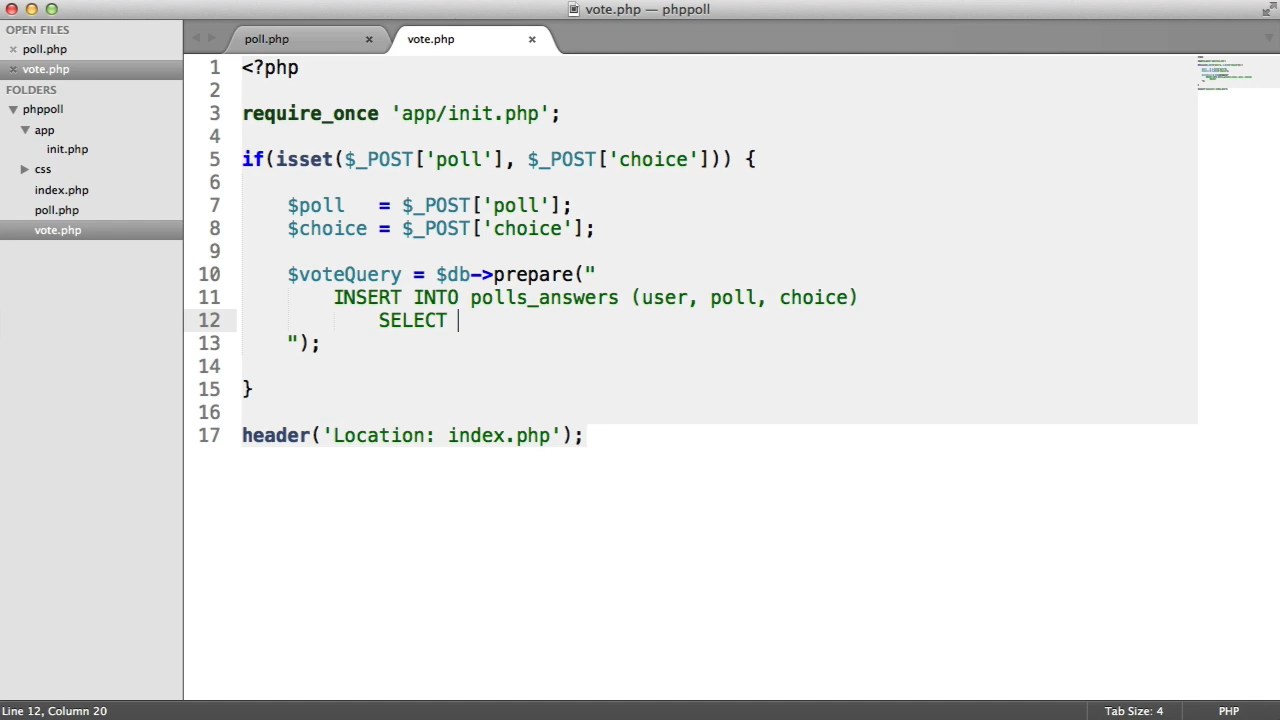 vote.php — phppoll
OPEN FILES
poll.php
vote.php
FOLDERS
phppoll
app
init.php
css
index.php
poll.php
vote.php
poll.php
vote.php
1 <?php
2
3 require_once 'app/init.php';
4
5 if(isset($_POST['poll'], $_POST['choice'])) {
6
7 $poll   = $_POST['poll'];
8 $choice = $_POST['choice'];
9
10 $voteQuery = $db->prepare("
11 INSERT INTO polls_answers (user, poll, choice)
12 SELECT
13 ");
14
15 }
16
17 header('Location: index.php');
Line 12, Column 20
Tab Size: 4
PHP